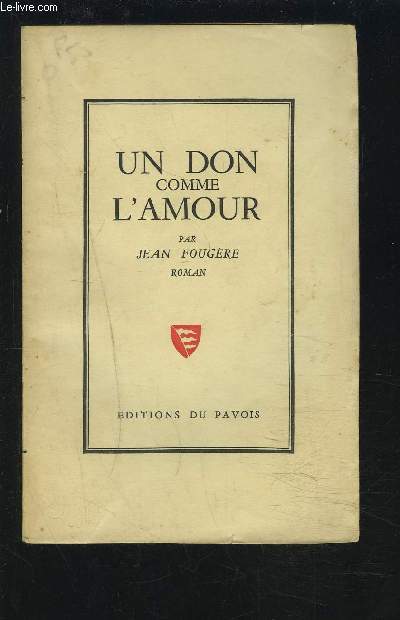 Le-Livre.com
UN DON
COMME
L'AMOUR
PAR
JEAN FOUGÈRE
ROMAN
EDITIONS DU PAVOIS